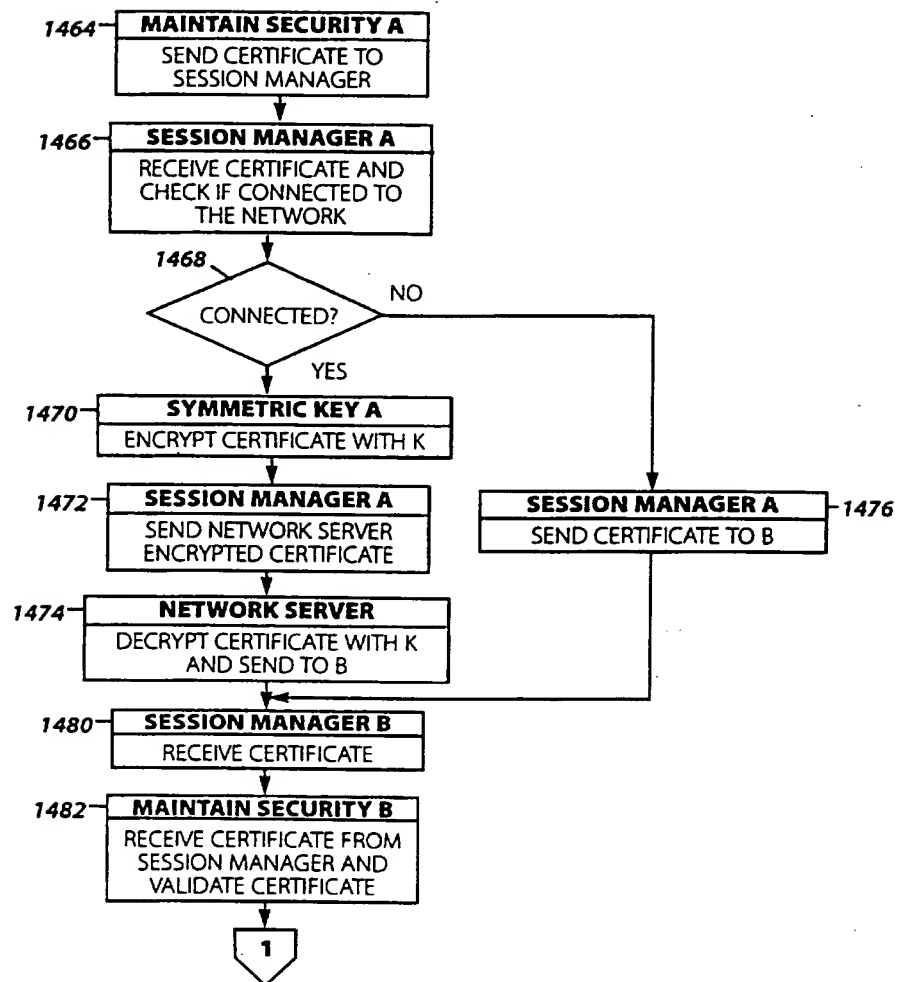 1464
MAINTAIN SECURITY A
SEND CERTIFICATE TO
SESSION MANAGER
1466
SESSION MANAGER A
RECEIVE CERTIFICATE AND
CHECK IF CONNECTED TO
THE NETWORK
1468
CONNECTED?
NO
YES
1470
SYMMETRIC KEY A
ENCRYPT CERTIFICATE WITH K
1472
SESSION MANAGER A
SEND NETWORK SERVER
ENCRYPTED CERTIFICATE
SESSION MANAGER A
1476
SEND CERTIFICATE TO B
1474
NETWORK SERVER
DECRYPT CERTIFICATE WITH K
AND SEND TO B
1480
SESSION MANAGER B
RECEIVE CERTIFICATE
1482
MAINTAIN SECURITY B
RECEIVE CERTIFICATE FROM
SESSION MANAGER AND
VALIDATE CERTIFICATE
1